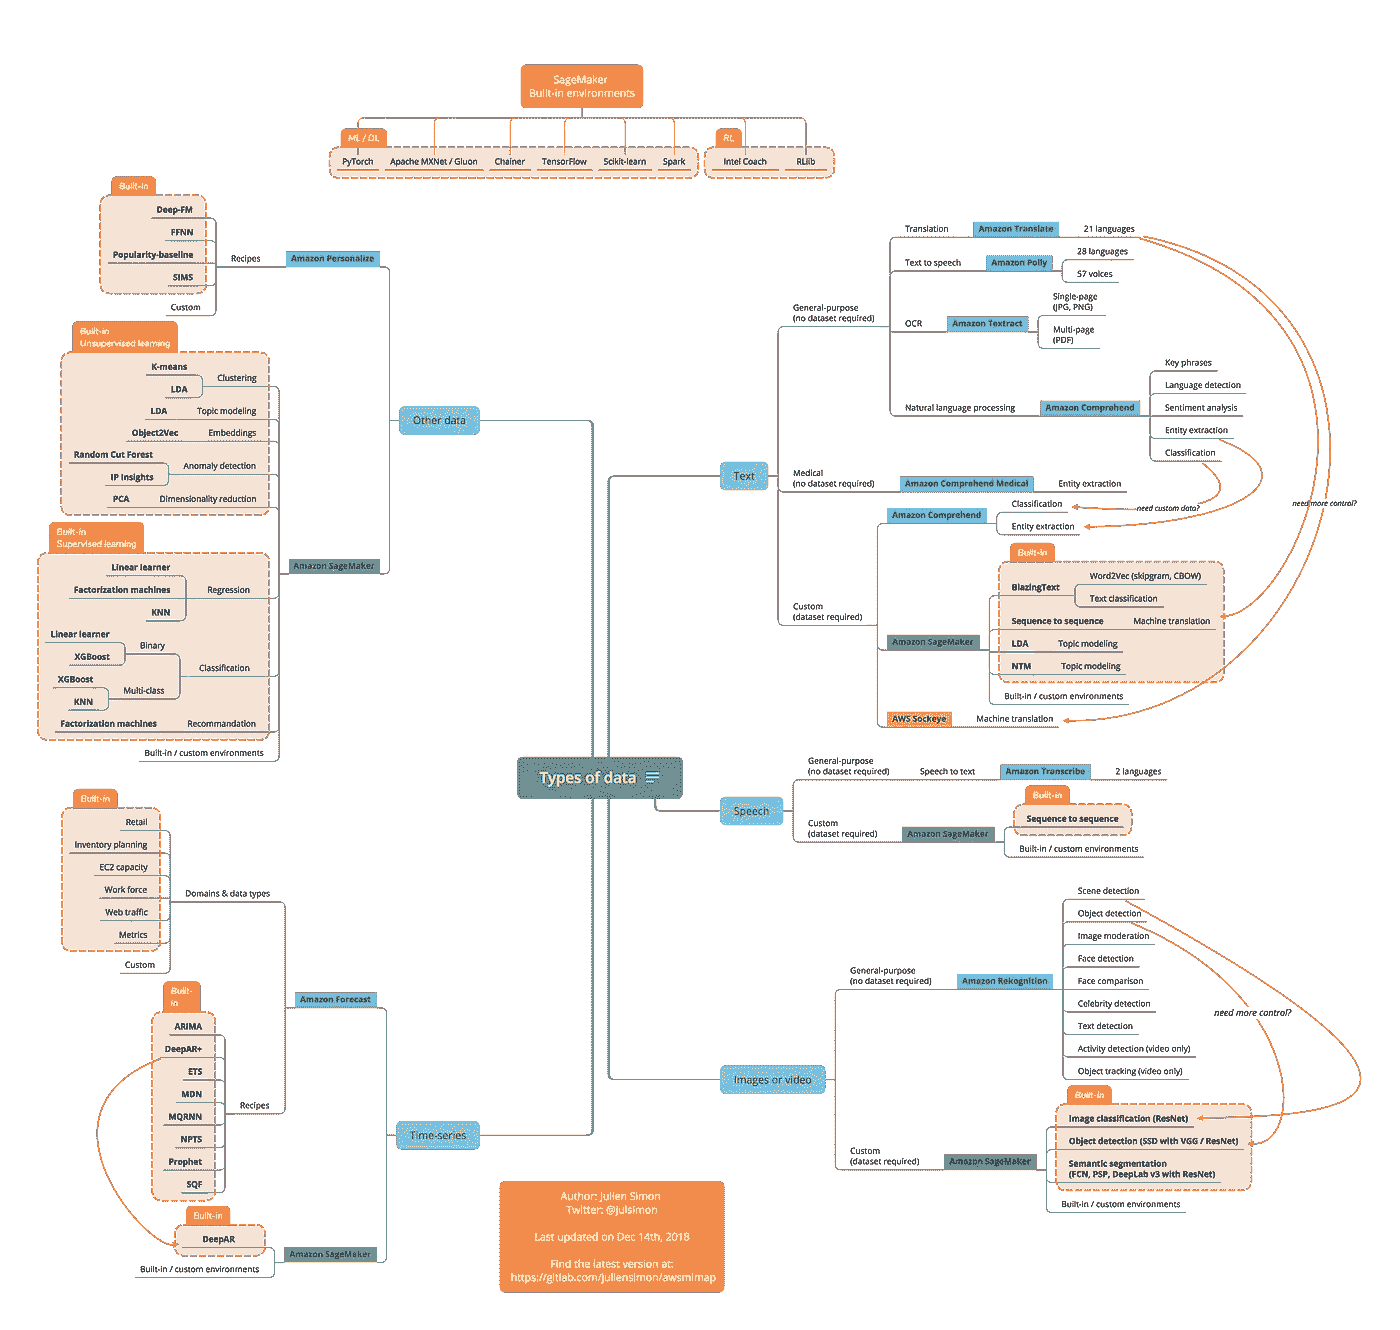 SageMaker
Built-in environments
ML / DL
RL
PyTorch
Apache MXNet / Gluon
Chainer
TensorFlow
Scikit-learn
Spark
Intel Coach
RLlib
Built-in
Deep-FM
FFNN
Popularity-baseline
SIMS
Custom
Recipes
Amazon Personalize
Built-in
Unsupervised learning
K-means
LDA
Clustering
LDA
Topic modeling
Object2Vec
Embeddings
Random Cut Forest
IP Insights
Anomaly detection
PCA
Dimensionality reduction
Other data
Built-in
Supervised learning
Amazon SageMaker
Linear learner
Factorization machines
KNN
Regression
Linear learner
XGBoost
Binary
XGBoost
KNN
Multi-class
Classification
Factorization machines
Recommandation
Built-in / custom environments
Types of data
Built-in
Retail
Inventory planning
EC2 capacity
Work force
Web traffic
Metrics
Custom
Domains & data types
Amazon Forecast
Built-
in
ARIMA
DeepAR+
ETS
MDN
MQRNN
NPTS
Prophet
SQF
Recipes
Time-series
Built-in
DeepAR
Built-in / custom environments
Amazon SageMaker
Text
General-purpose
(no dataset required)
Translation
Amazon Translate
21 languages
Text to speech
Amazon Polly
28 languages
57 voices
OCR
Amazon Textract
Single-page
(JPG, PNG)
Multi-page
(PDF)
Natural language processing
Amazon Comprehend
Key phrases
Language detection
Sentiment analysis
Entity extraction
Classification
Medical
(no dataset required)
Amazon Comprehend Medical
Entity extraction
need custom data?
need more control?
Custom
(dataset required)
Amazon Comprehend
Classification
Entity extraction
Built-in
Amazon SageMaker
BlazingText
Word2Vec (skipgram, CBOW)
Text classification
Sequence to sequence
Machine translation
LDA
Topic modeling
NTM
Topic modeling
Built-in / custom environments
AWS Sockeye
Machine translation
Speech
General-purpose
(no dataset required)
Speech to text
Amazon Transcribe
2 languages
Custom
(dataset required)
Amazon SageMaker
Built-in
Sequence to sequence
Built-in / custom environments
Images or video
General-purpose
(no dataset required)
Amazon Rekognition
Scene detection
Object detection
Image moderation
Face detection
Face comparison
Celebrity detection
Text detection
Activity detection (video only)
Object tracking (video only)
need more control?
Custom
(dataset required)
Amazon SageMaker
Built-in
Image classification (ResNet)
Object detection (SSD with VGG / ResNet)
Semantic segmentation
(FCN, PSP, DeepLab v3 with ResNet)
Built-in / custom environments
Author: Julien Simon
Twitter: @julsimon
Last updated on Dec 14th, 2018
Find the latest version at:
https://gitlab.com/juliensimon/awsmlmap